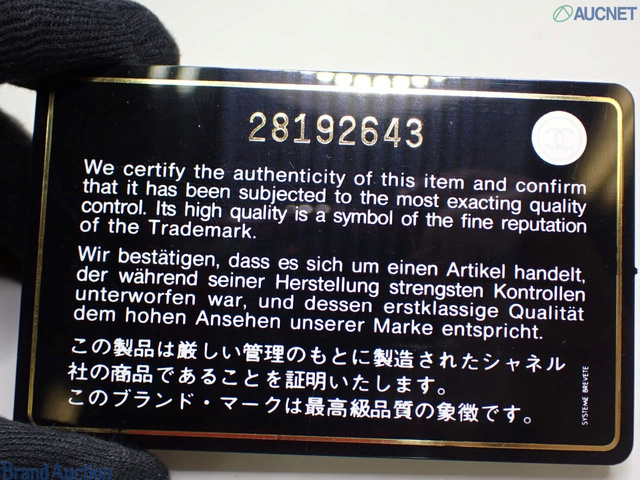 AUCNET
28192643
We certify the authenticity of this item and confirm
that it has been subjected to the most exacting quality
control. Its high quality is a symbol of the fine reputation
of the Trademark.
Wir bestätigen, dass es sich um einen Artikel handelt,
der während seiner Herstellung strengsten Kontrollen
unterworfen war, und dessen erstklassige Qualität
dem hohen Ansehen unserer Marke entspricht.
この製品は厳しい管理のもとに製造されたシャネル
社の商品であることを証明いたします。
このブランド・マークは最高級品質の象徴です。
SYSTEME BREVETE
Brand Auction